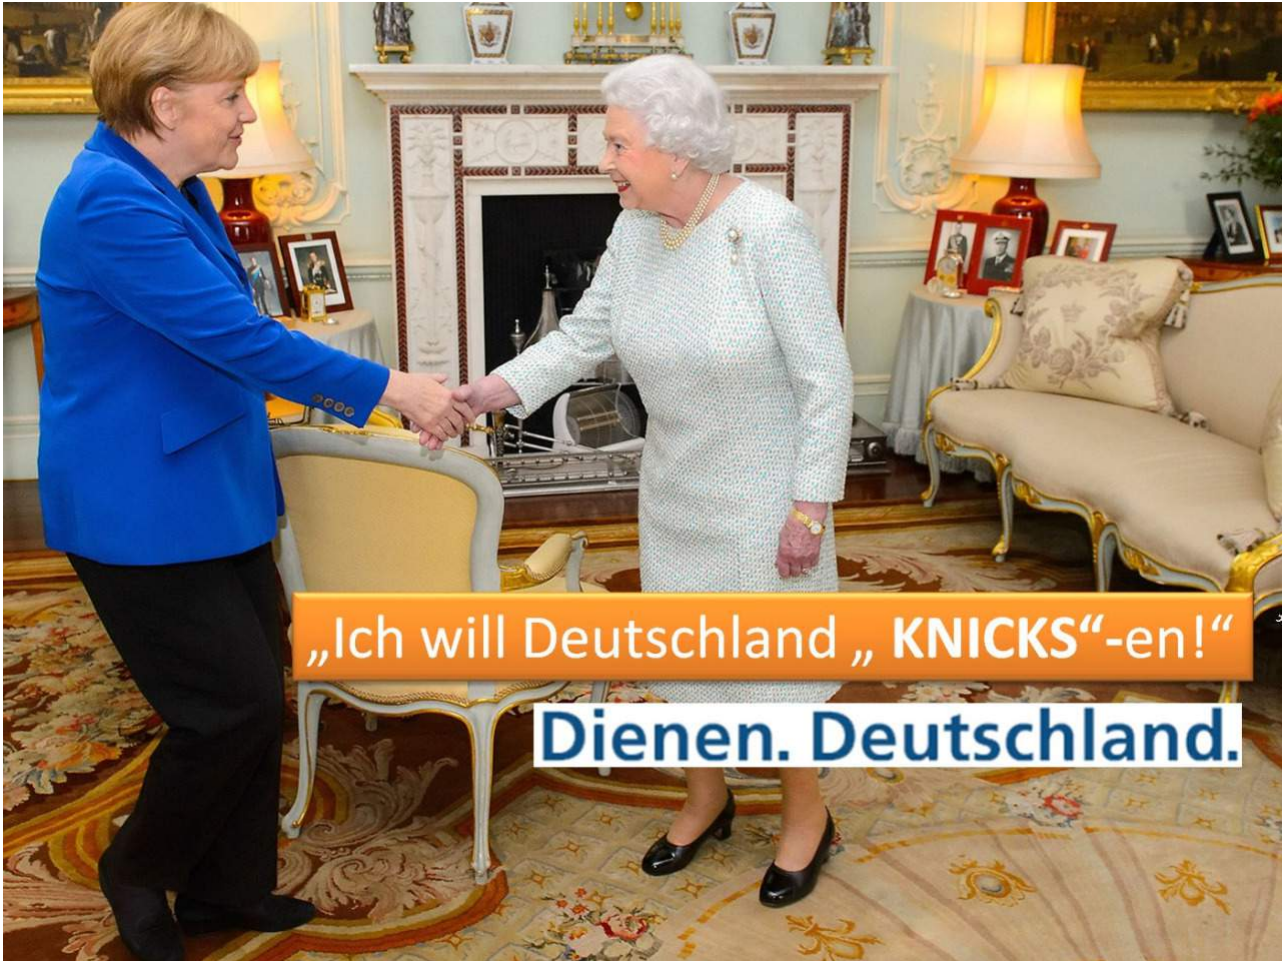 „Ich will Deutschland „ KNICKS“-en!“
Dienen. Deutschland.